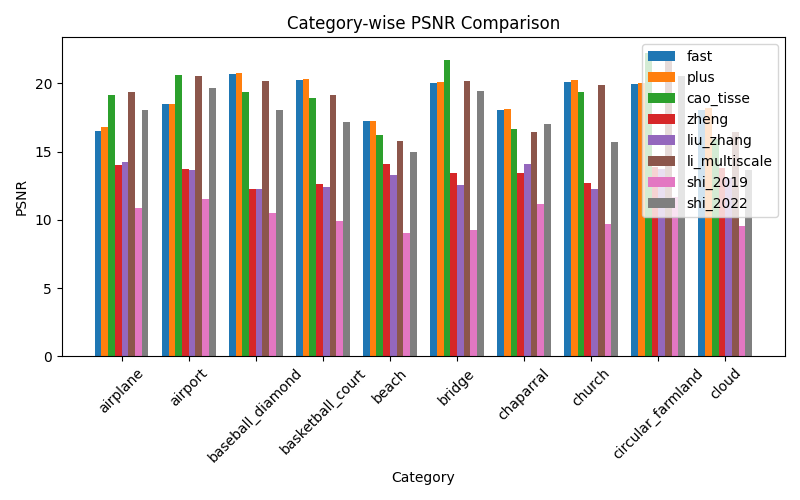 Category-wise PSNR Comparison
fast
plus
cao_tisse
zheng
liu_zhang
li_multiscale
shi_2019
shi_2022
PSNR
20
15
10
5
0
airplane
airport
baseball_diamond
basketball_court
beach
bridge
chaparral
church
circular_farmland
cloud
Category